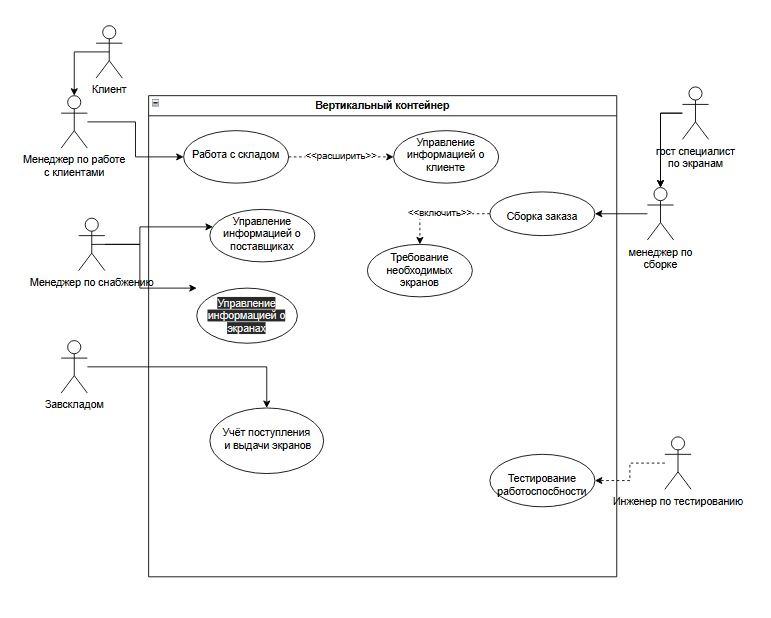 Клиент
Вертикальный контейнер
Менеджер по работе
с клиентами
Работа с складом
<<расширить>>
Управление
информацией о
клиенте
гост специалист
по экранам
Управление
информацией о
поставщиках
<<включить>>
Сборка заказа
менеджер по
сборке
Менеджер по снабжению
Требование
необходимых
экранов
Управление
информацией о
экранах
Завскладом
Учёт поступления
и выдачи экранов
Тестирование
работоспосбности
Инженер по тестированию